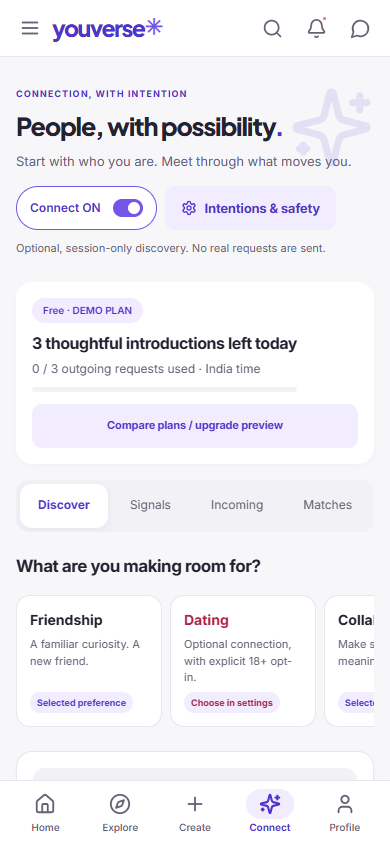 youverse
CONNECTION, WITH INTENTION
People, with possibility.
Start with who you are. Meet through what moves you.
Connect ON
Intentions & safety
Optional, session-only discovery. No real requests are sent.
Free · DEMO PLAN
3 thoughtful introductions left today
0 / 3 outgoing requests used · India time
Compare plans / upgrade preview
Discover Signals Incoming Matches
What are you making room for?
Friendship
A familiar curiosity. A
new friend.
Selected preference
Dating
Optional connection,
with explicit 18+ opt-
in.
Choose in settings
Home Explore Create Connect Profile